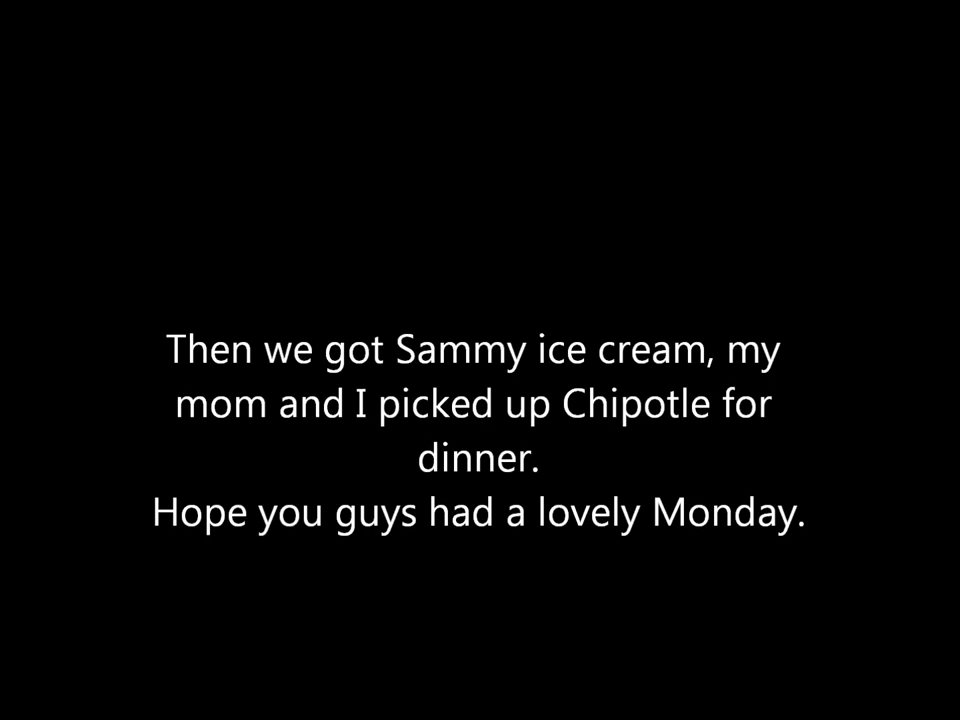 Then we got Sammy ice cream, my
mom and I picked up Chipotle for
dinner.
Hope you guys had a lovely Monday.